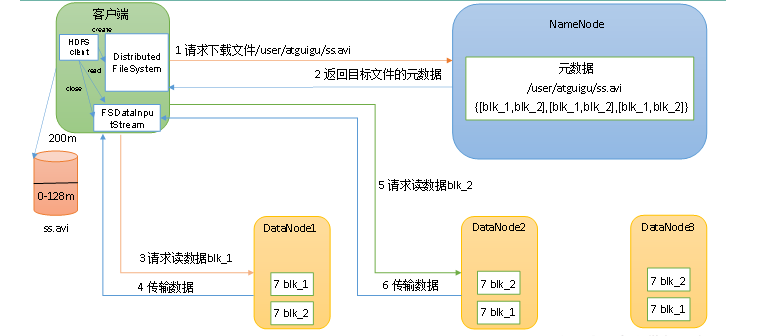 客户端
HDFS
client
create
read
close
Distributed
FileSystem
FSDataInpu
tStream
1 请求下载文件/user/atguigu/ss.avi
2 返回目标文件的元数据
NameNode
元数据
/user/atguigu/ss.avi
{[blk_1,blk_2],[blk_1,blk_2],[blk_1,blk_2]}
200m
0-128m
ss.avi
5 请求读数据blk_2
3 请求读数据blk_1
4 传输数据
6 传输数据
DataNode1
7 blk_1
7 blk_2
DataNode2
7 blk_2
7 blk_1
DataNode3
7 blk_2
7 blk_1